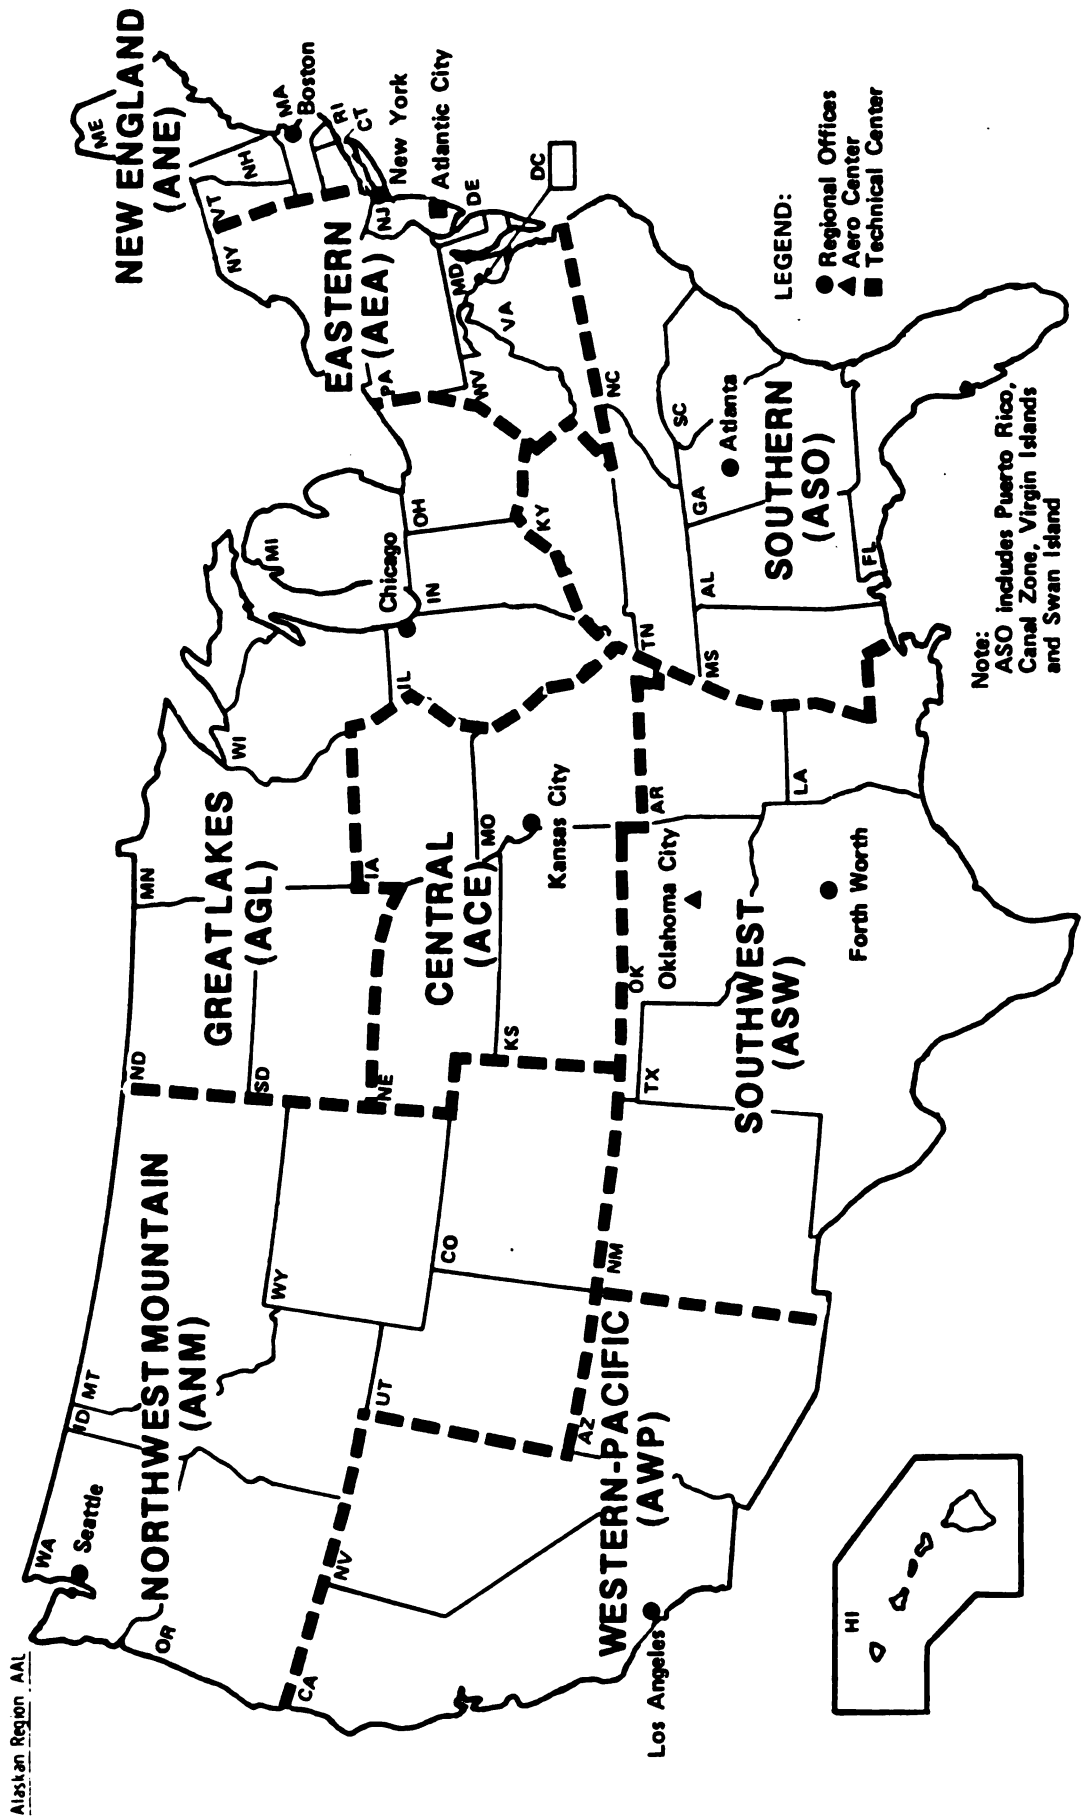 Alaskan Region AAL
WA
Seattle
ID
MT
ND
MN
OR
NORTHWEST MOUNTAIN
(ANM)
GREATLAKES
(AGL)
WI
MI
NEW ENGLAND
(ANE)
ME
VT
NH
MA
Boston
RI
CT
NY
New York
NJ
Atlantic City
DE
DC
MD
EASTERN
(AEA)
PA
WV
VA
WY
SD
NE
IA
IL
Chicago
IN
OH
KY
CA
NV
UT
CO
KS
MO
CENTRAL
(ACE)
Kansas City
WESTERN-PACIFIC
(AWP)
Los Angeles
AZ
NM
TX
OK
Oklahoma City
AR
TN
NC
SC
MS
AL
GA
Atlanta
SOUTHWEST
(ASW)
Forth Worth
LA
SOUTHERN
(ASO)
FL
HI
LEGEND:
Regional Offices
Aero Center
Technical Center
Note:
ASO includes Puerto Rico,
Canal Zone, Virgin Islands
and Swan Island